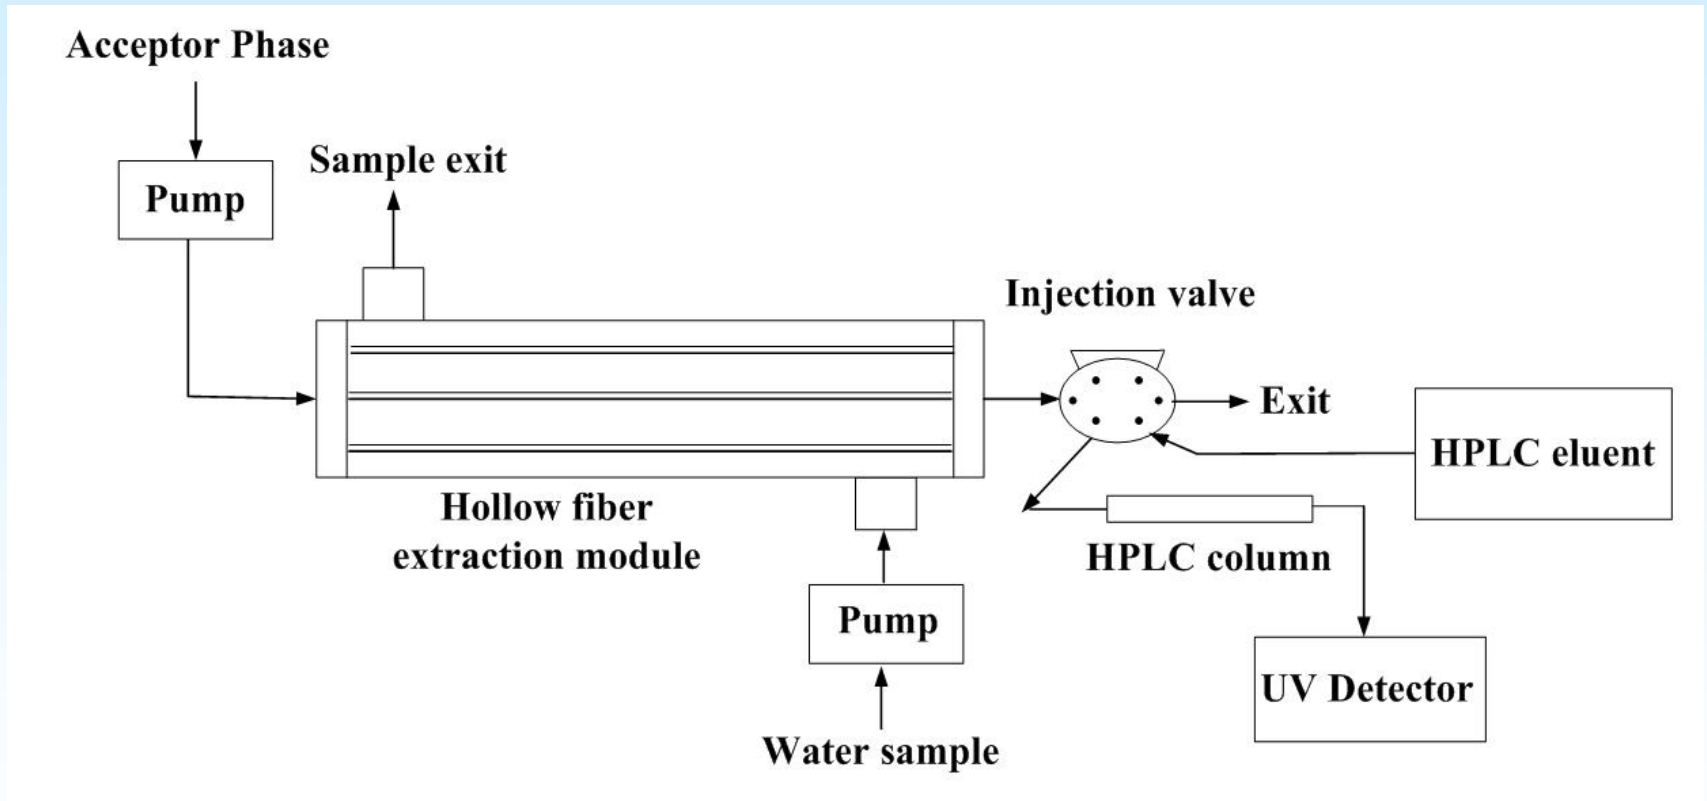 Acceptor Phase
Pump
Sample exit
Injection valve
Exit
HPLC eluent
Hollow fiber
extraction module
HPLC column
Pump
UV Detector
Water sample